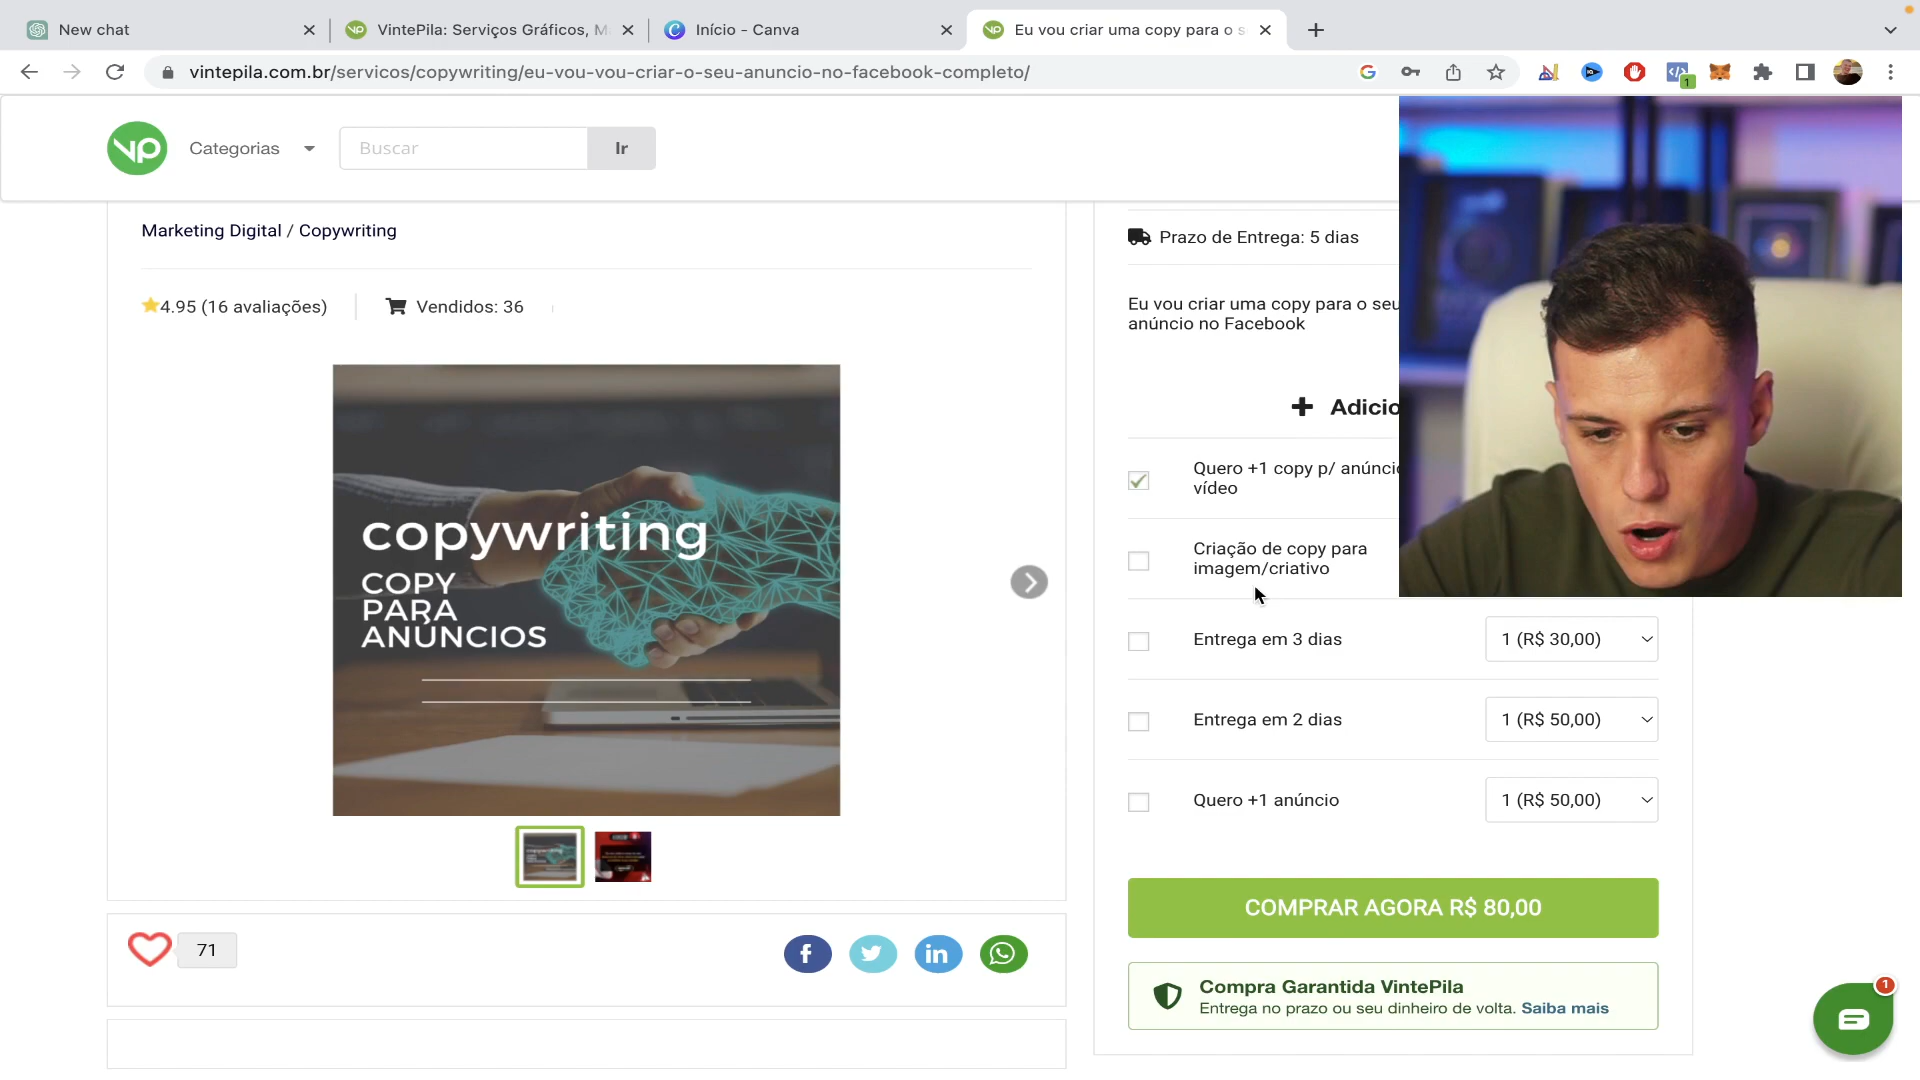 New chat
VintePila: Serviços Gráficos, M
Início - Canva
Eu vou criar uma copy para o s
vintepila.com.br/servicos/copywriting/eu-vou-vou-criar-o-seu-anuncio-no-facebook-completo/
1
vp
Categorias
Buscar
Ir
Marketing Digital / Copywriting
4.95 (16 avaliações)
Vendidos: 36
Prazo de Entrega: 5 dias
Eu vou criar uma copy para o seu
anúncio no Facebook
Adicio
Quero +1 copy p/ anúnci
vídeo
Criação de copy para
imagem/criativo
Entrega em 3 dias
1 (R$ 30,00)
Entrega em 2 dias
1 (R$ 50,00)
Quero +1 anúncio
1 (R$ 50,00)
copywriting
COPY
PARA
ANÚNCIOS
COMPRAR AGORA R$ 80,00
71
Compra Garantida VintePila
Entrega no prazo ou seu dinheiro de volta. Saiba mais
1